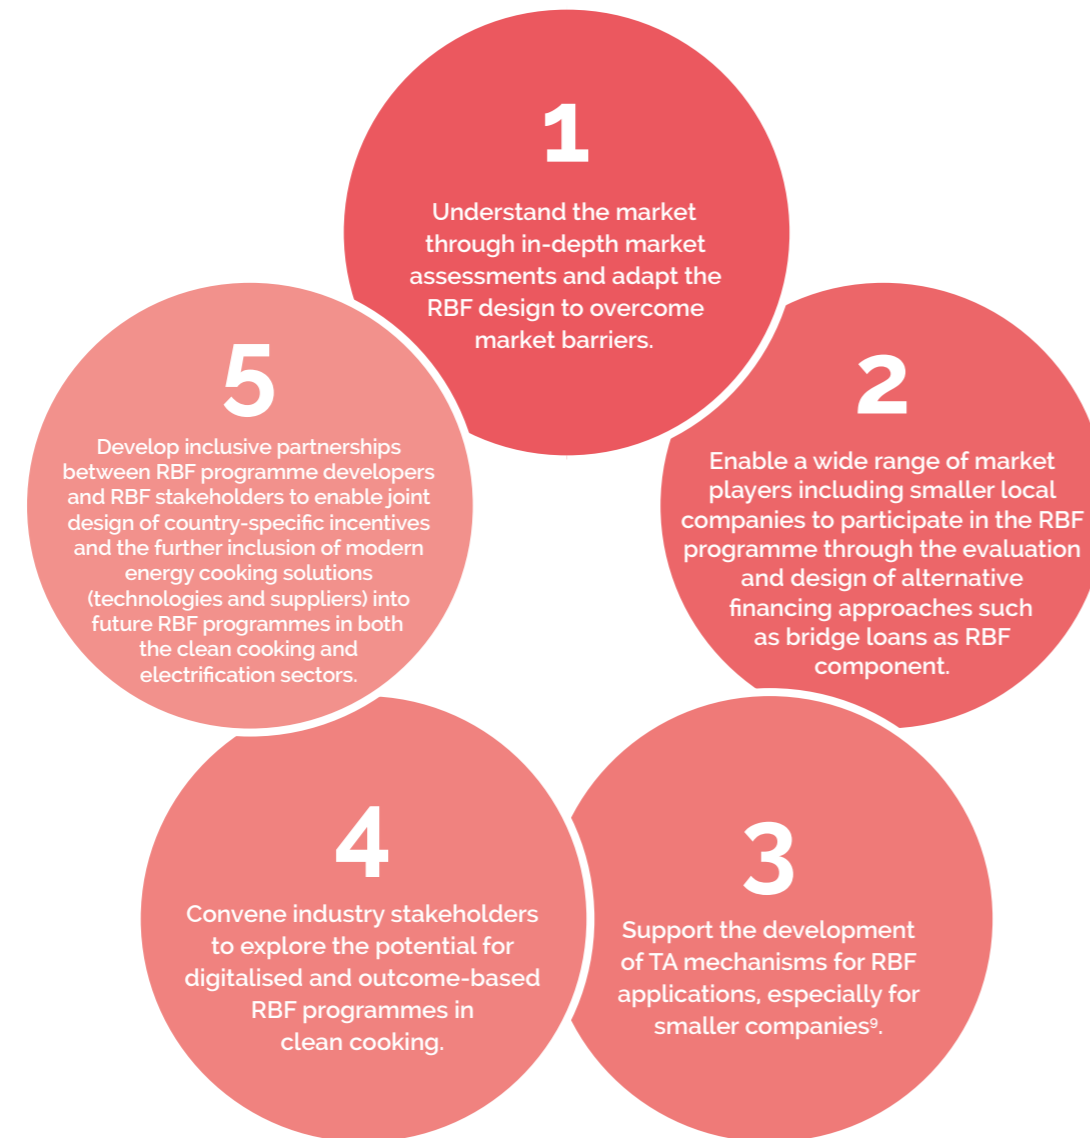 1
Understand the market
through in-depth market
assessments and adapt the
RBF design to overcome
market barriers.
2
Enable a wide range of market
players including smaller local
companies to participate in the RBF
programme through the evaluation
and design of alternative
financing approaches such
as bridge loans as RBF
component.
3
Support the development
of TA mechanisms for RBF
applications, especially for
smaller companies⁹.
4
Convene industry stakeholders
to explore the potential for
digitalised and outcome-based
RBF programmes in
clean cooking.
5
Develop inclusive partnerships
between RBF programme developers
and RBF stakeholders to enable joint
design of country-specific incentives
and the further inclusion of modern
energy cooking solutions
(technologies and suppliers) into
future RBF programmes in both
the clean cooking and
electrification sectors.